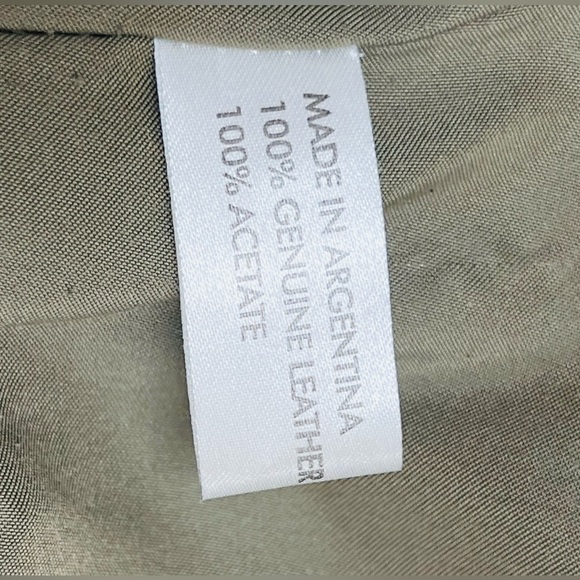 MADE IN ARGENTINA
100% GENUINE LEATHER
100% ACETATE